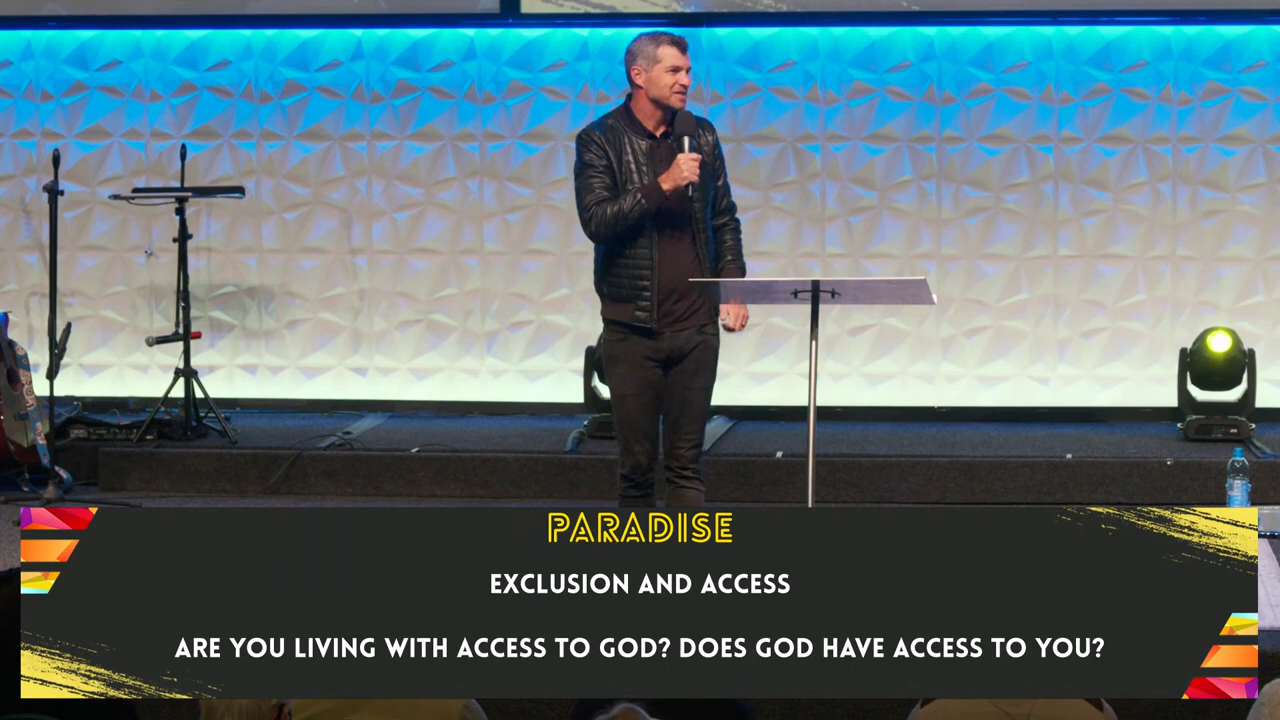 PARADISE
EXCLUSION AND ACCESS
ARE YOU LIVING WITH ACCESS TO GOD? DOES GOD HAVE ACCESS TO YOU?